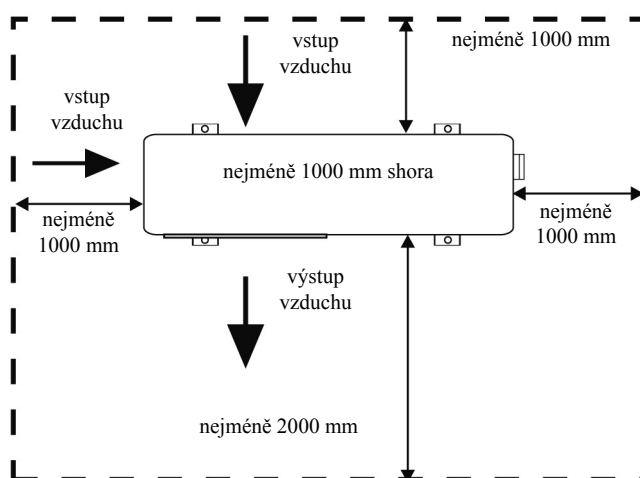 vstup
vzduchu
nejméně 1000 mm
vstup
vzduchu
nejméně 1000 mm shora
nejméně
1000 mm
nejméně
1000 mm
výstup
vzduchu
nejméně 2000 mm